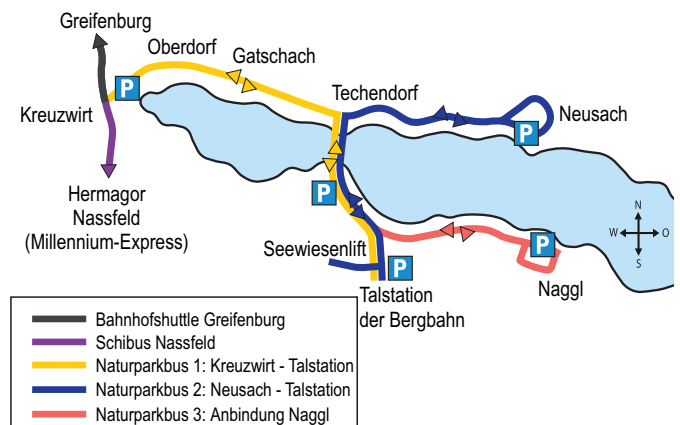 Greifenburg
Oberdorf
Gatschach
P
Kreuzwirt
Techendorf
P
Neusach
Hermagor
Nassfeld
(Millennium-Express)
P
Seewiesenlift
P
Talstation
der Bergbahn
P
Naggl
N
W O
S
Bahnhofshuttle Greifenburg
Schibus Nassfeld
Naturparkbus 1: Kreuzwirt - Talstation
Naturparkbus 2: Neusach - Talstation
Naturparkbus 3: Anbindung Naggl